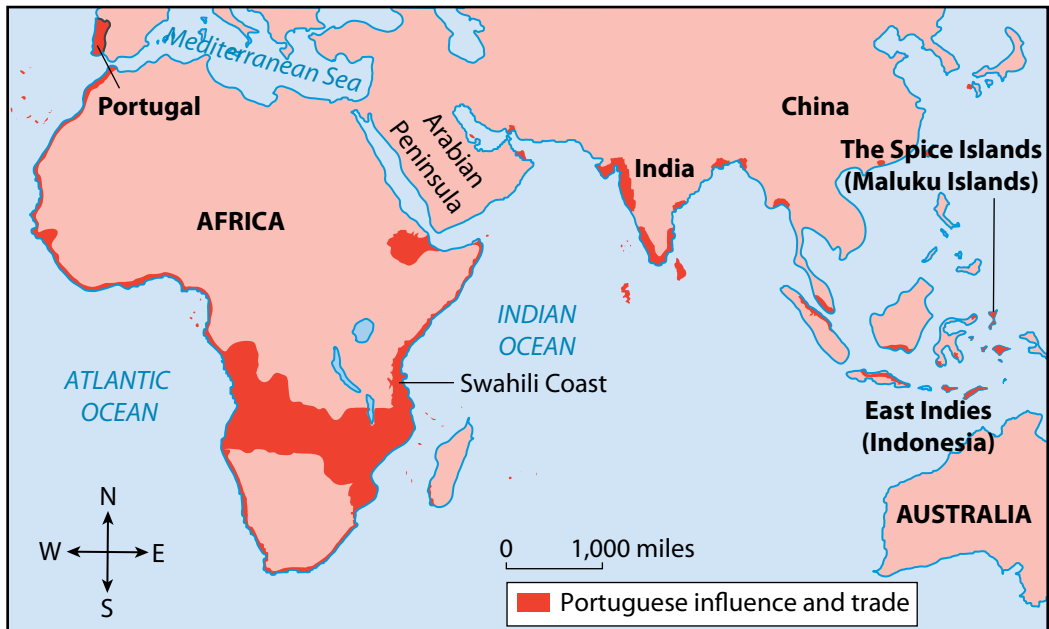 Mediterranean Sea
Portugal
China
Arabian
Peninsula
India
The Spice Islands
(Maluku Islands)
AFRICA
INDIAN
OCEAN
ATLANTIC
OCEAN
Swahili Coast
East Indies
(Indonesia)
AUSTRALIA
N
W E
S
0 1,000 miles
Portuguese influence and trade